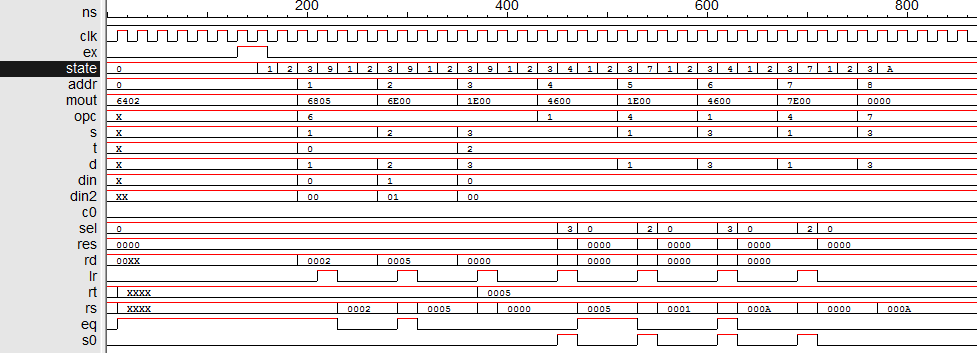 ns 200 400 600 800
clk
ex
state 0 1 2 3 9 1 2 3 9 1 2 3 9 1 2 3 4 1 2 3 7 1 2 3 4 1 2 3 7 1 2 3 A
addr 0 1 2 3 4 5 6 7 8
mout 6402 6805 6E00 1E00 4600 1E00 4600 7E00 0000
opc X 6 1 4 1 4 7
s X 1 2 3 1 3 1 3
t X 0 2
d X 1 2 3 1 3 1 3
din X 0 1 0
din2 XX 00 01 00
c0
sel 0 3 0 2 0 3 0 2 0
res 0000 0000 0000 0000 0000
rd 00XX 0002 0005 0000 0000 0000 0000
lr
rt XXXX 0005
rs XXXX 0002 0005 0000 0005 0001 000A 0000 000A
eq
s0